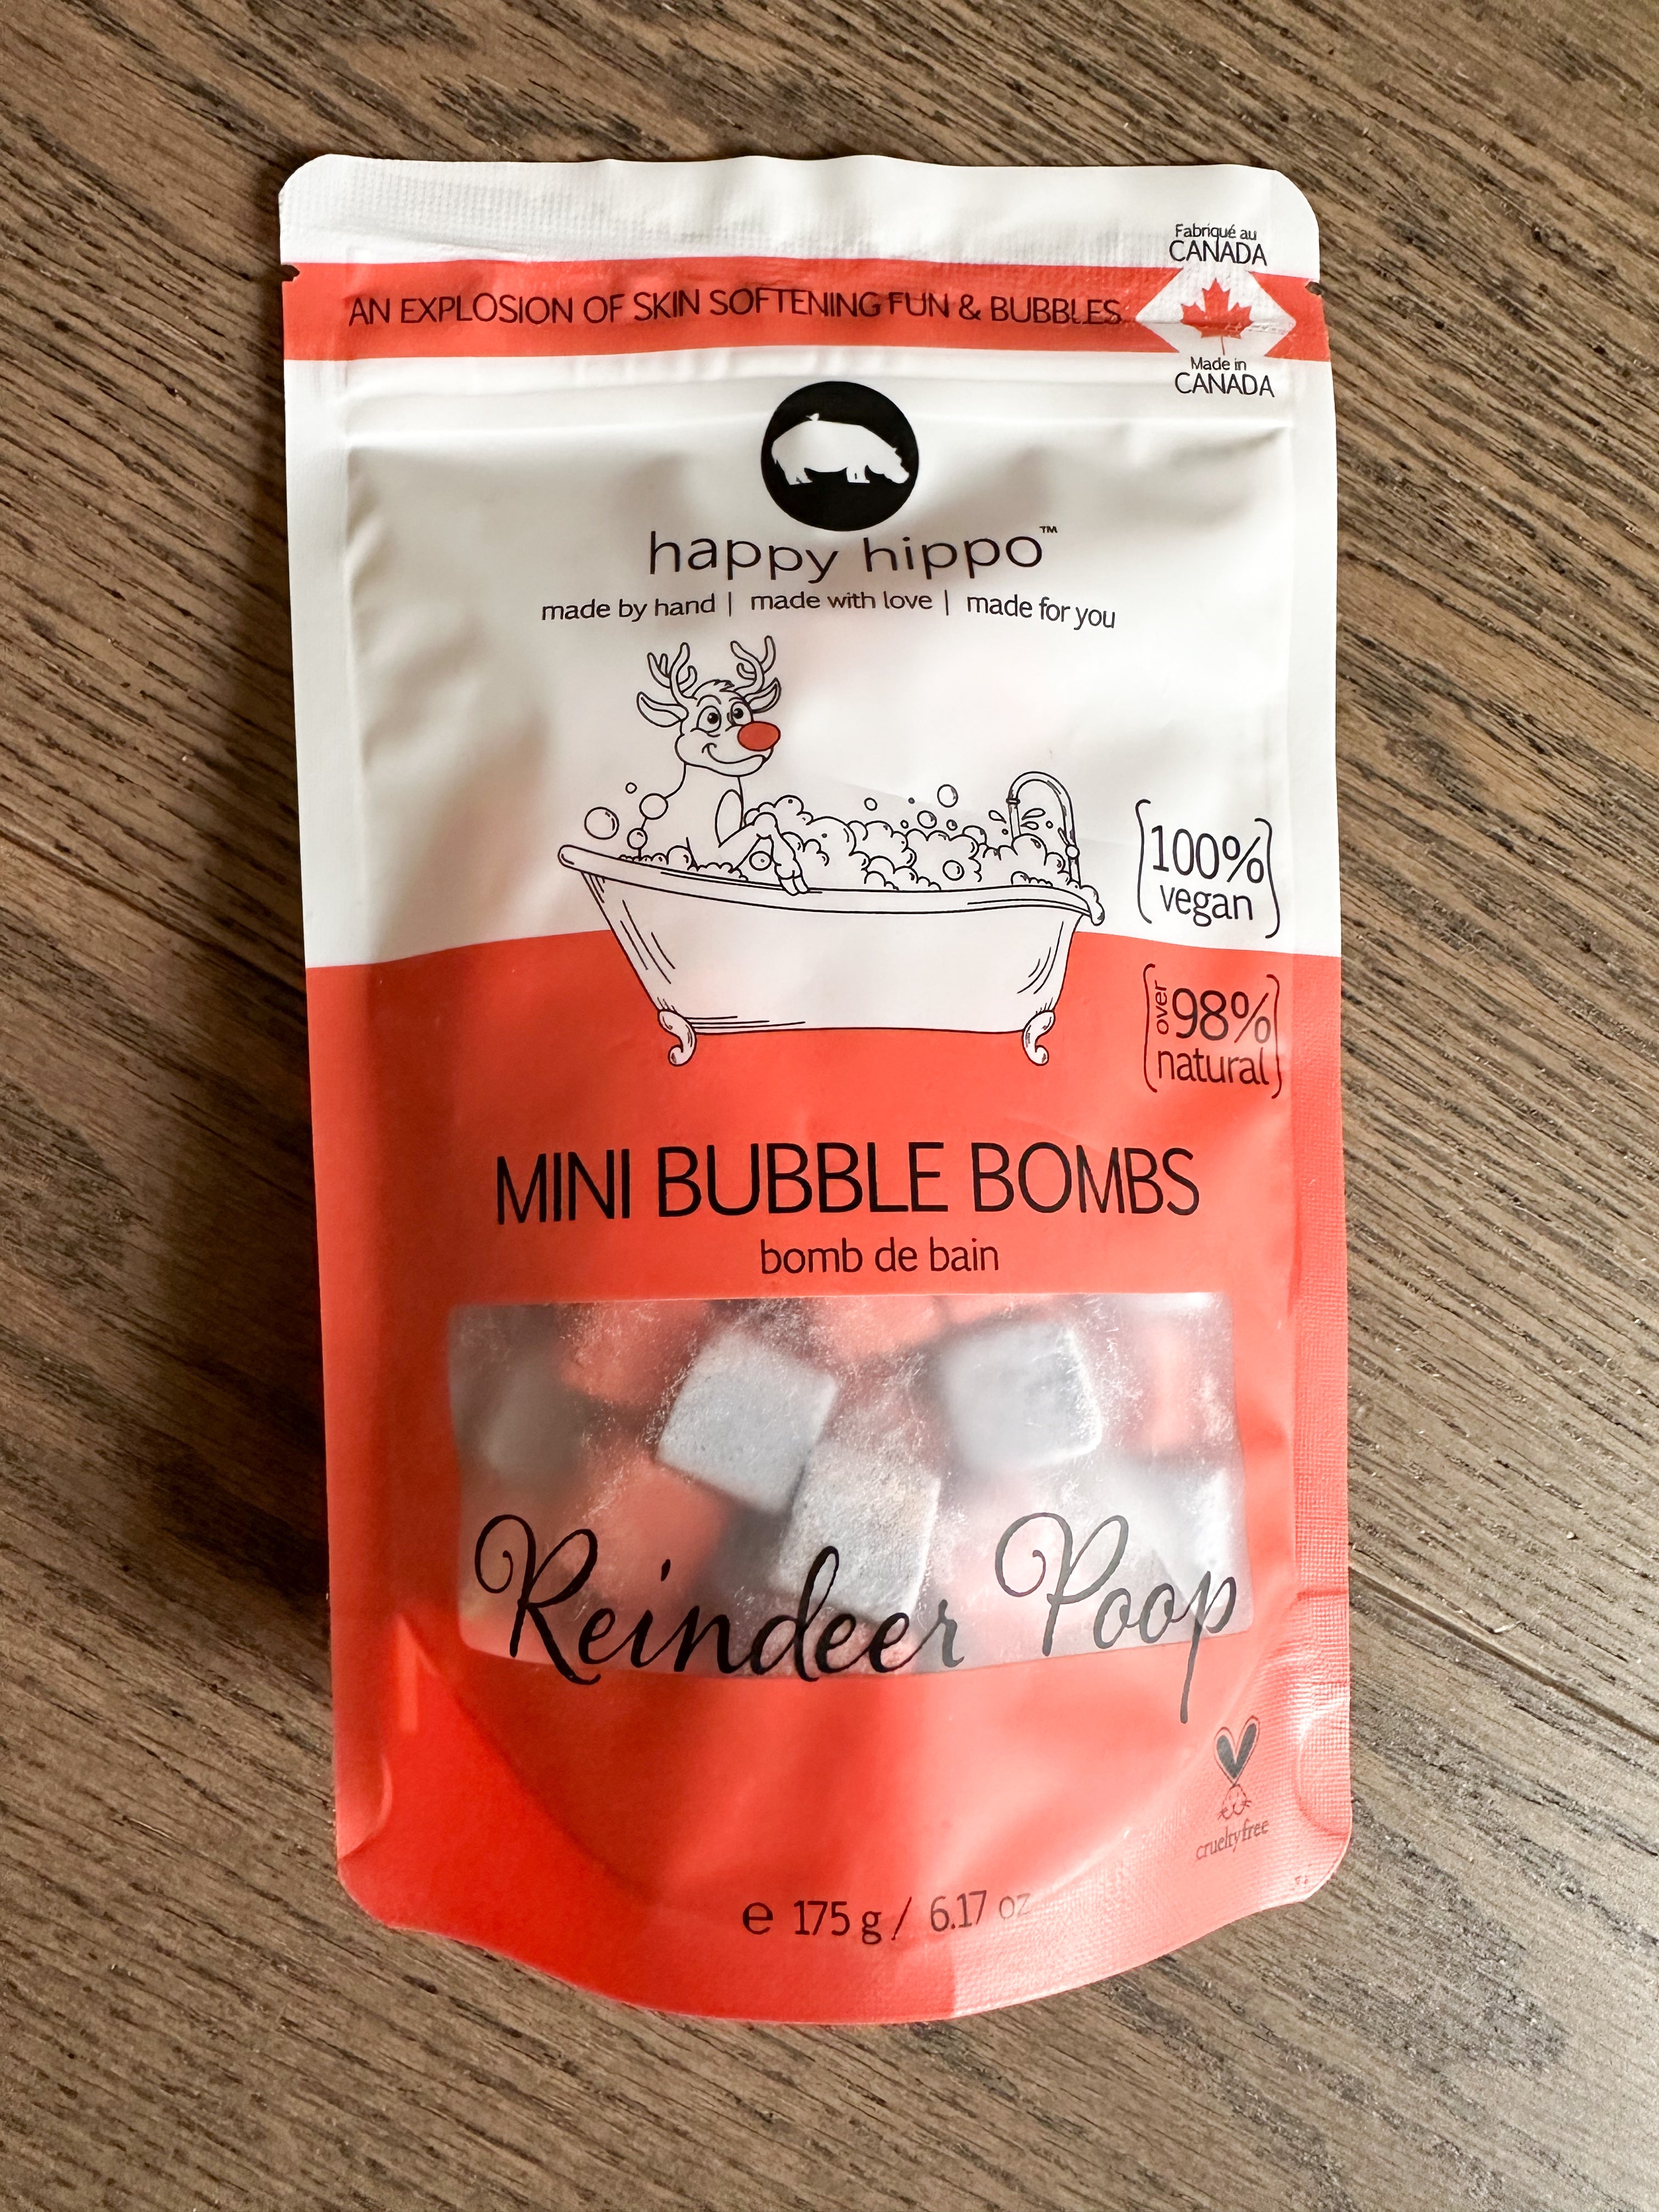 Fabriqué au
CANADA
AN EXPLOSION OF SKIN SOFTENING FUN & BUBBLES
Made in
CANADA
happy hippo™
made by hand | made with love | made for you
100%
vegan
over 98%
natural
MINI BUBBLE BOMBS
bomb de bain
Reindeer Poop
crueltyfree
e 175 g / 6.17 oz